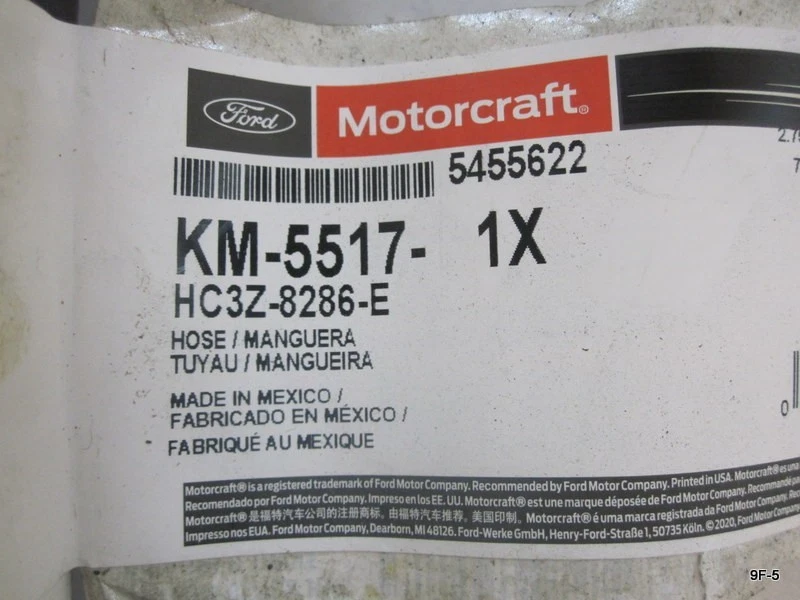 Ford Motorcraft®
5455622
KM-5517- 1X
HC3Z-8286-E
HOSE / MANGUERA
TUYAU / MANGUEIRA
MADE IN MEXICO /
FABRICADO EN MÉXICO /
FABRIQUÉ AU MEXIQUE
0
Motorcraft® is a registered trademark of Ford Motor Company. Recommended by Ford Motor Company. Printed in USA. Motorcraft® es una
Recomendado por Ford Motor Company. Impreso en los EE. UU. Motorcraft® est une marque déposée de Ford Motor Company.
Motorcraft® 是福特汽车公司的注册商标。由福特汽车推荐。美国印制。 Motorcraft® é uma marca registrada da Ford Motor
Impresso nos EUA. Ford Motor Company, Dearborn, MI 48126. Ford-Werke GmbH, Henry-Ford-Straße 1, 50735 Köln. © 2020, Ford Motor
9F-5